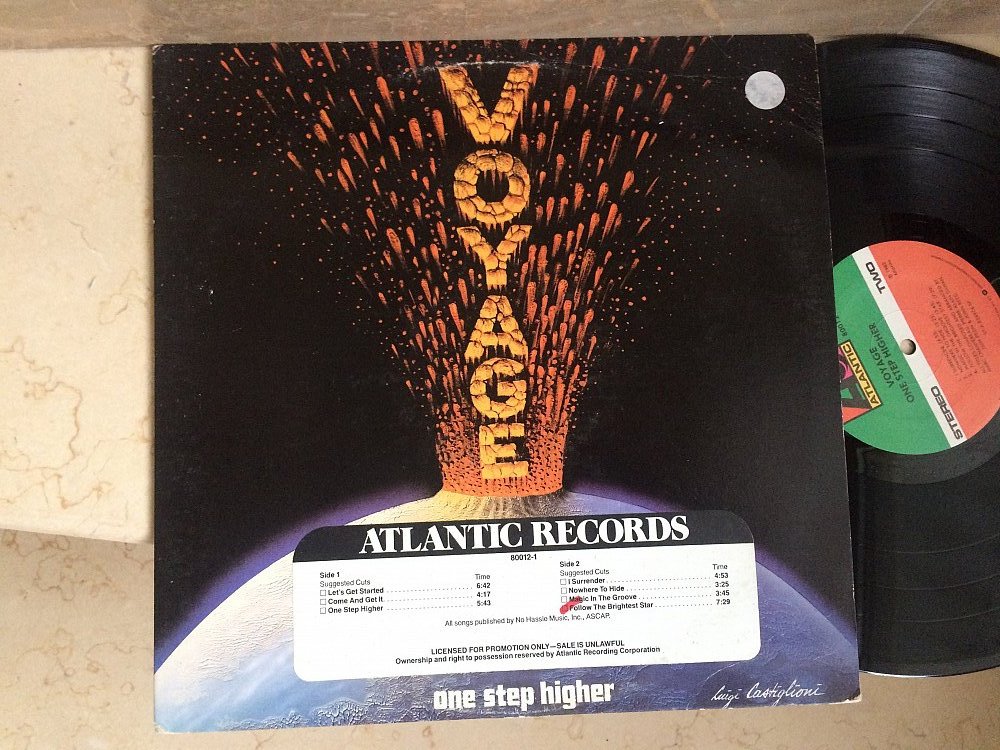 VOYAGE
ATLANTIC RECORDS
80012-1
Side 1
Suggested Cuts Time
Let's Get Started 6:42
Come And Get It 4:17
One Step Higher 5:43
Side 2
Suggested Cuts Time
I Surrender 4:53
Nowhere To Hide 3:25
Magic In The Groove 3:45
Follow The Brightest Star 7:29
All songs published by No Hassle Music, Inc., ASCAP.
LICENSED FOR PROMOTION ONLY—SALE IS UNLAWFUL
Ownership and right to possession reserved by Atlantic Recording Corporation
one step higher
luigi castiglioni
TWO
VOYAGE
ONE STEP HIGHER
ATLANTIC
STEREO